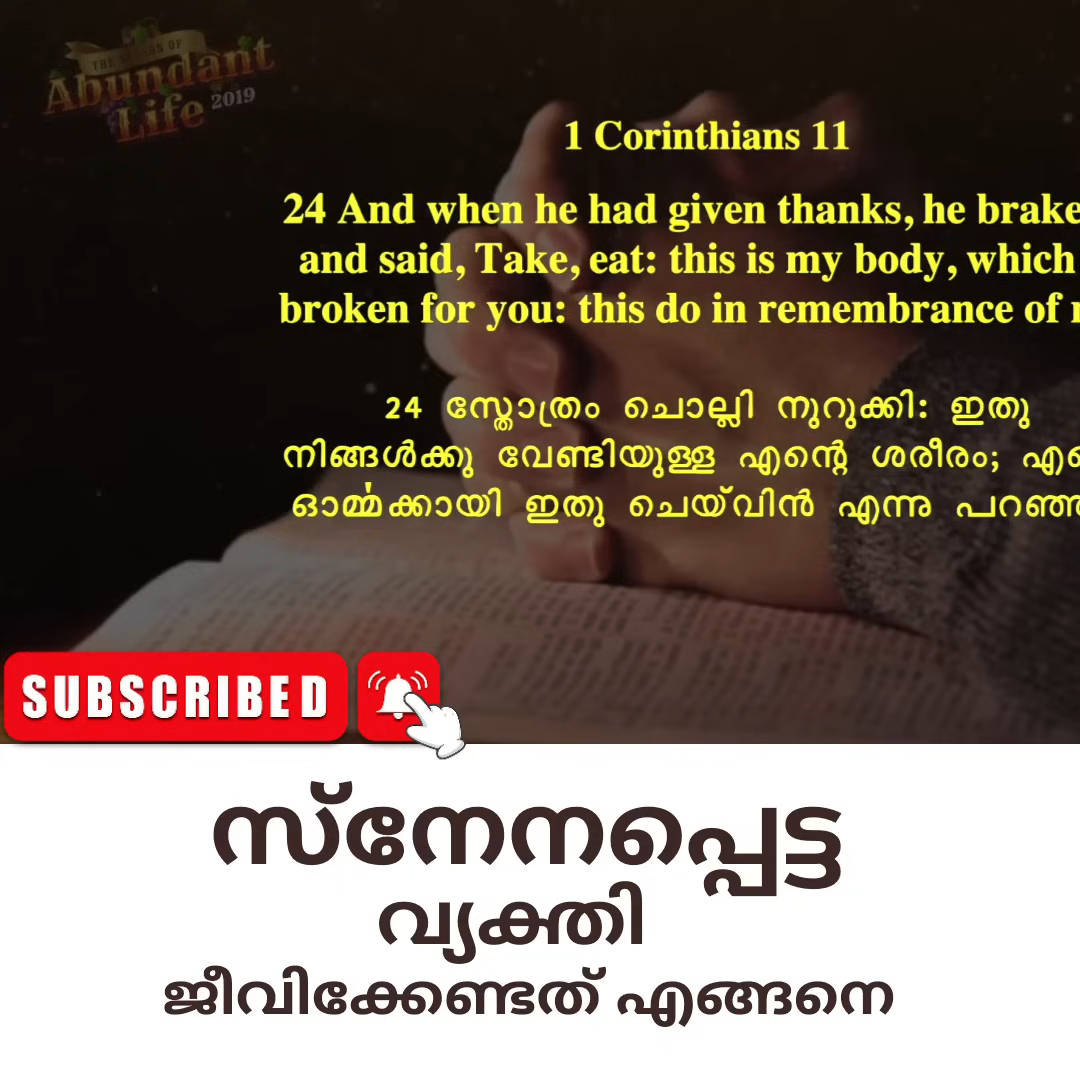 Abundant
Life 2019
1 Corinthians 11
24 And when he had given thanks, he brake
and said, Take, eat: this is my body, which
broken for you: this do in remembrance of
24 സ്തോത്രം ചൊല്ലി നുറുക്കി: ഇതു
നിങ്ങൾക്കു വേണ്ടിയുള്ള എന്റെ ശരീരം;
ഓൎമ്മക്കായി ഇതു ചെയ്‌വിൻ എന്നു
SUBSCRIBED
സ്നേനപ്പെട്ട
വ്യക്തി
ജീവിക്കേണ്ടത് എങ്ങനെ